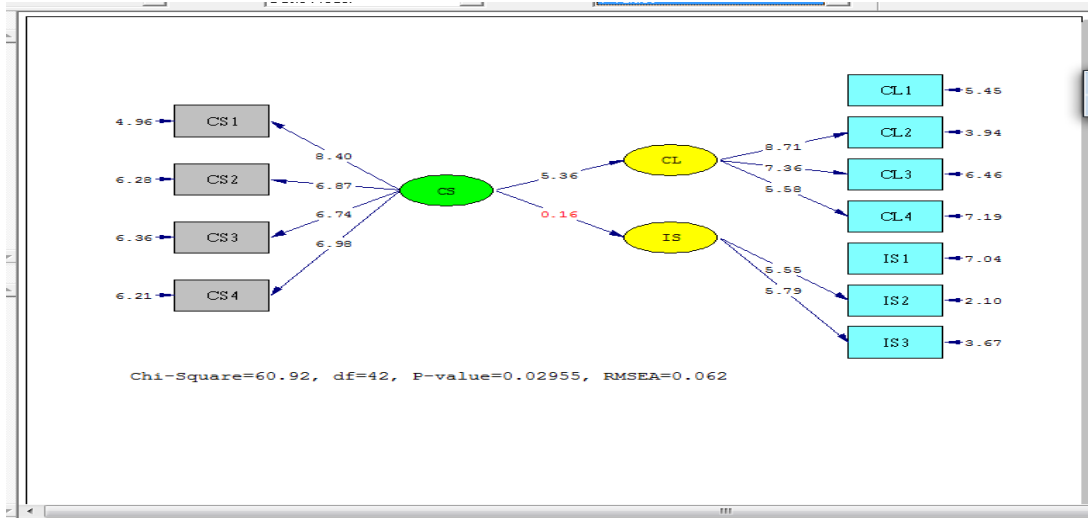 CL1
5.45
4.96
CS1
CL2
3.94
8.40
8.71
CL
CL3
6.46
6.28
CS2
6.87
CS
5.36
7.36
5.58
6.74
0.16
CL4
7.19
6.36
CS3
6.98
IS
IS1
7.04
5.55
6.21
CS4
5.79
IS2
2.10
IS3
3.67
Chi-Square=60.92, df=42, P-value=0.02955, RMSEA=0.062